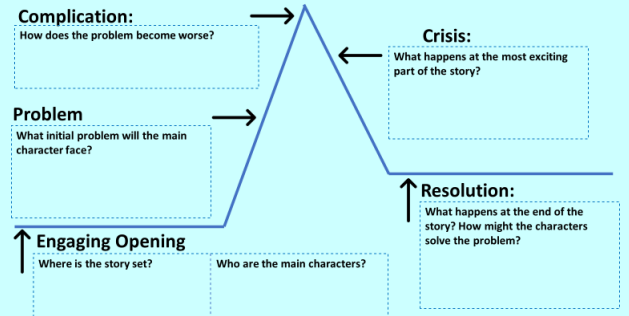 Complication:
How does the problem become worse?
Crisis:
What happens at the most exciting
part of the story?
Problem
What initial problem will the main
character face?
Resolution:
What happens at the end of the
story? How might the characters
solve the problem?
Engaging Opening
Where is the story set?
Who are the main characters?